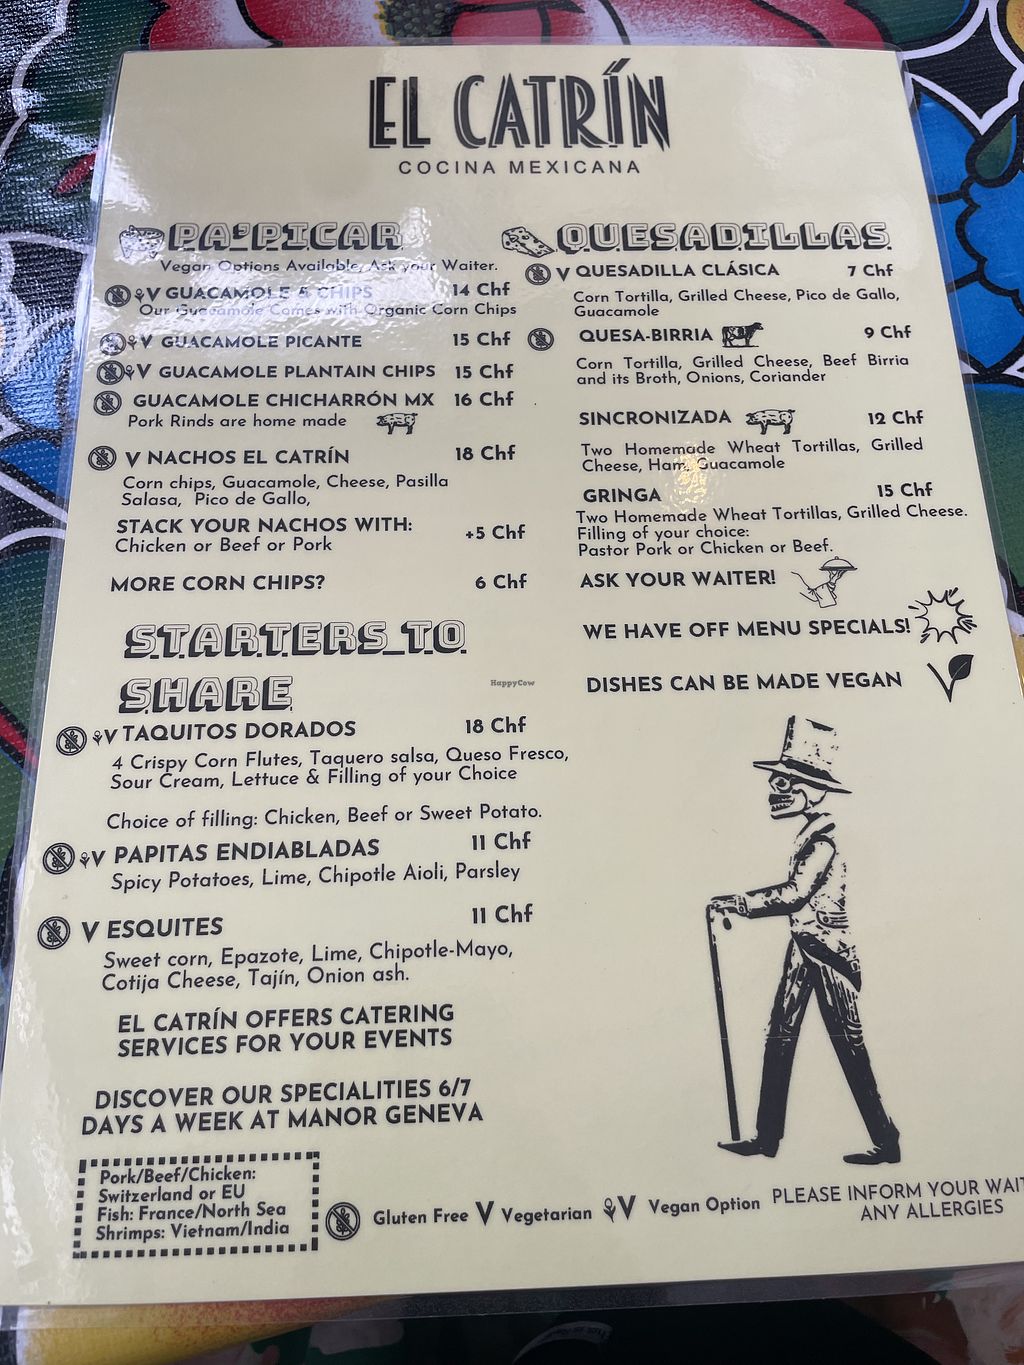 EL CATRÍN
COCINA MEXICANA
PA'PICAR
Vegan Options Available, Ask your Waiter.
V GUACAMOLE & CHIPS 14 Chf
Our Guacamole Comes with Organic Corn Chips
V GUACAMOLE PICANTE 15 Chf
V GUACAMOLE PLANTAIN CHIPS 15 Chf
GUACAMOLE CHICHARRÓN MX 16 Chf
Pork Rinds are home made
V NACHOS EL CATRÍN 18 Chf
Corn chips, Guacamole, Cheese, Pasilla
Salasa, Pico de Gallo,
STACK YOUR NACHOS WITH:
Chicken or Beef or Pork +5 Chf
MORE CORN CHIPS? 6 Chf
STARTERS TO
SHARE
V TAQUITOS DORADOS 18 Chf
4 Crispy Corn Flutes, Taquero salsa, Queso Fresco,
Sour Cream, Lettuce & Filling of your Choice
Choice of filling: Chicken, Beef or Sweet Potato.
V PAPITAS ENDIABLADAS 11 Chf
Spicy Potatoes, Lime, Chipotle Aioli, Parsley
V ESQUITES 11 Chf
Sweet corn, Epazote, Lime, Chipotle-Mayo,
Cotija Cheese, Tajín, Onion ash.
EL CATRÍN OFFERS CATERING
SERVICES FOR YOUR EVENTS
DISCOVER OUR SPECIALITIES 6/7
DAYS A WEEK AT MANOR GENEVA
Pork/Beef/Chicken:
Switzerland or EU
Fish: France/North Sea
Shrimps: Vietnam/India
QUESADILLAS
V QUESADILLA CLÁSICA 7 Chf
Corn Tortilla, Grilled Cheese, Pico de Gallo,
Guacamole
QUESA-BIRRIA 9 Chf
Corn Tortilla, Grilled Cheese, Beef Birria
and its Broth, Onions, Coriander
SINCRONIZADA 12 Chf
Two Homemade Wheat Tortillas, Grilled
Cheese, Ham, Guacamole
GRINGA 15 Chf
Two Homemade Wheat Tortillas, Grilled Cheese.
Filling of your choice:
Pastor Pork or Chicken or Beef.
ASK YOUR WAITER!
WE HAVE OFF MENU SPECIALS!
DISHES CAN BE MADE VEGAN
HappyCow
Gluten Free V Vegetarian V Vegan Option
PLEASE INFORM YOUR WAIT
ANY ALLERGIES